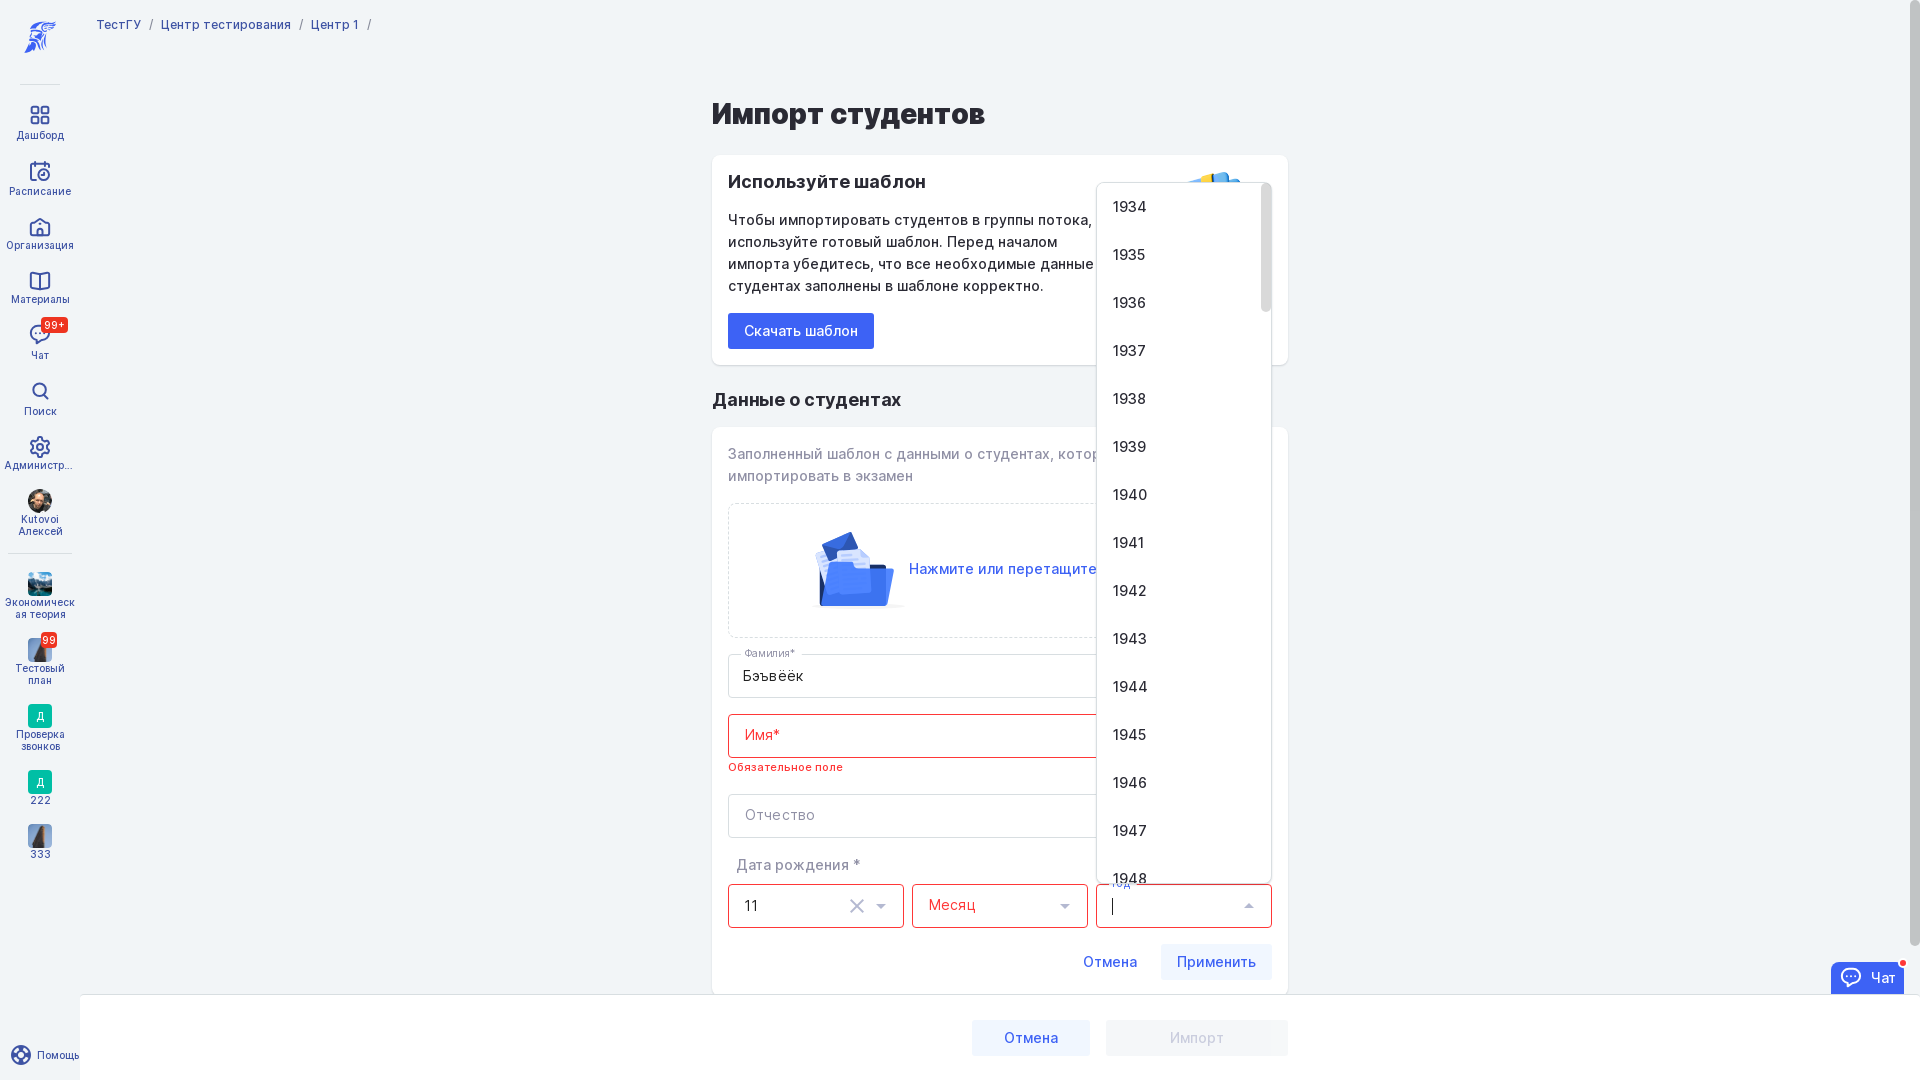 ТестГУ / Центр тестирования / Центр 1 /
Дашборд
Расписание
Организация
Материалы
99+
Чат
Поиск
Администр...
Kutovoi
Алексей
Экономическ
ая теория
99
Тестовый
план
Д
Проверка
звонков
Д
222
333
Помощь
Импорт студентов
Используйте шаблон
Чтобы импортировать студентов в группы потока,
используйте готовый шаблон. Перед началом
импорта убедитесь, что все необходимые данные
студентах заполнены в шаблоне корректно.
Скачать шаблон
Данные о студентах
Заполненный шаблон с данными о студентах, котор
импортировать в экзамен
Нажмите или перетащите
Фамилия*
Бэъвёёк
Имя*
Обязательное поле
Отчество
Дата рождения *
11
Месяц
1934
1935
1936
1937
1938
1939
1940
1941
1942
1943
1944
1945
1946
1947
1948
Год
Отмена
Применить
Чат
Отмена
Импорт